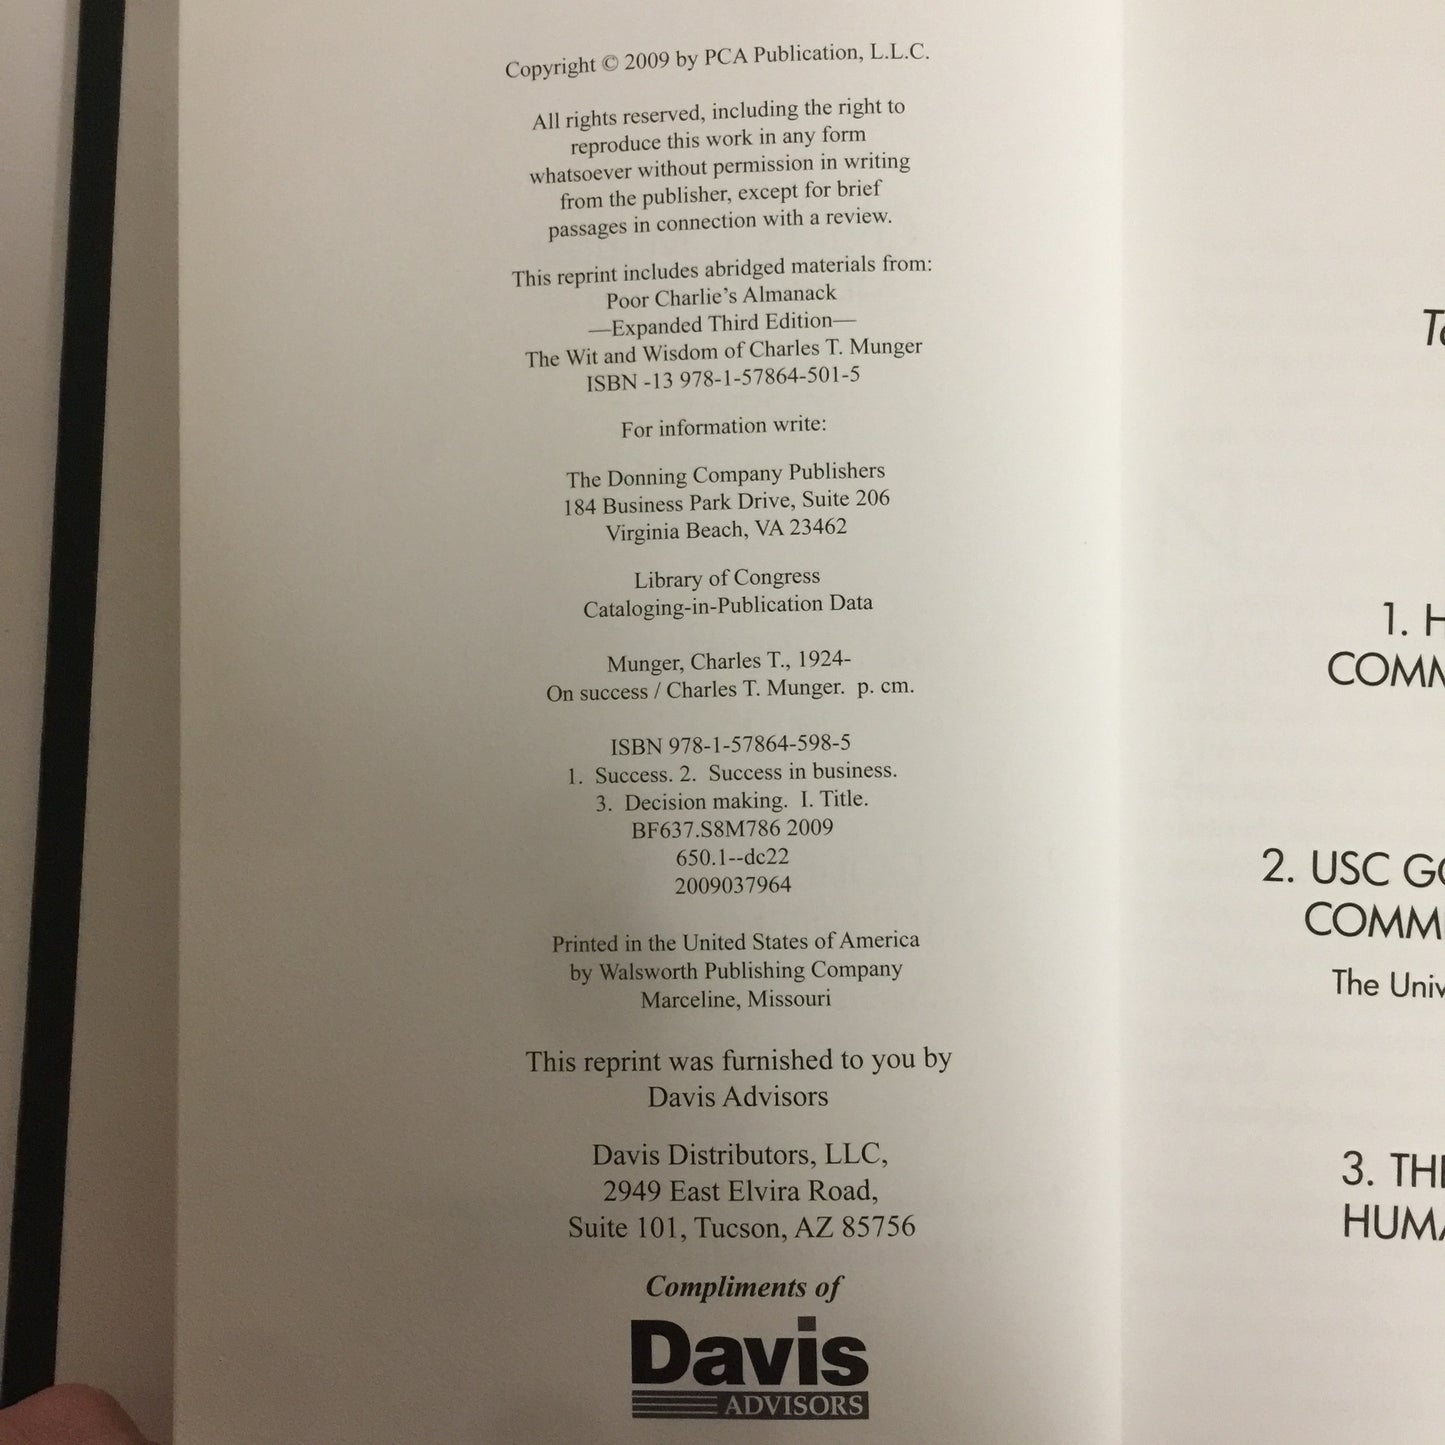 Copyright © 2009 by PCA Publication, L.L.C.
All rights reserved, including the right to
reproduce this work in any form
whatsoever without permission in writing
from the publisher, except for brief
passages in connection with a review.
This reprint includes abridged materials from:
Poor Charlie's Almanack
—Expanded Third Edition—
The Wit and Wisdom of Charles T. Munger
ISBN -13 978-1-57864-501-5
For information write:
The Donning Company Publishers
184 Business Park Drive, Suite 206
Virginia Beach, VA 23462
Library of Congress
Cataloging-in-Publication Data
Munger, Charles T., 1924-
On success / Charles T. Munger. p. cm.
ISBN 978-1-57864-598-5
1. Success. 2. Success in business.
3. Decision making. I. Title.
BF637.S8M786 2009
650.1--dc22
2009037964
Printed in the United States of America
by Walsworth Publishing Company
Marceline, Missouri
This reprint was furnished to you by
Davis Advisors
Davis Distributors, LLC,
2949 East Elvira Road,
Suite 101, Tucson, AZ 85756
Compliments of
Davis
ADVISORS
1.
2. USC
The
3.